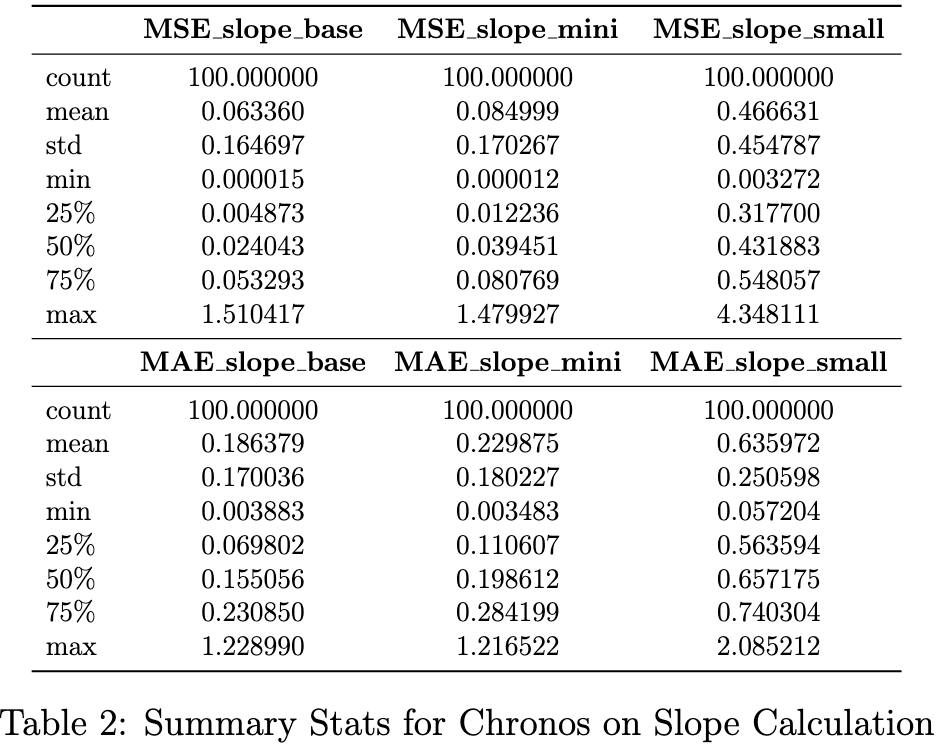 MSE_slope_base MSE_slope_mini MSE_slope_small
count 100.000000 100.000000 100.000000
mean 0.063360 0.084999 0.466631
std 0.164697 0.170267 0.454787
min 0.000015 0.000012 0.003272
25% 0.004873 0.012236 0.317700
50% 0.024043 0.039451 0.431883
75% 0.053293 0.080769 0.548057
max 1.510417 1.479927 4.348111
MAE_slope_base MAE_slope_mini MAE_slope_small
count 100.000000 100.000000 100.000000
mean 0.186379 0.229875 0.635972
std 0.170036 0.180227 0.250598
min 0.003883 0.003483 0.057204
25% 0.069802 0.110607 0.563594
50% 0.155056 0.198612 0.657175
75% 0.230850 0.284199 0.740304
max 1.228990 1.216522 2.085212
Table 2: Summary Stats for Chronos on Slope Calculation